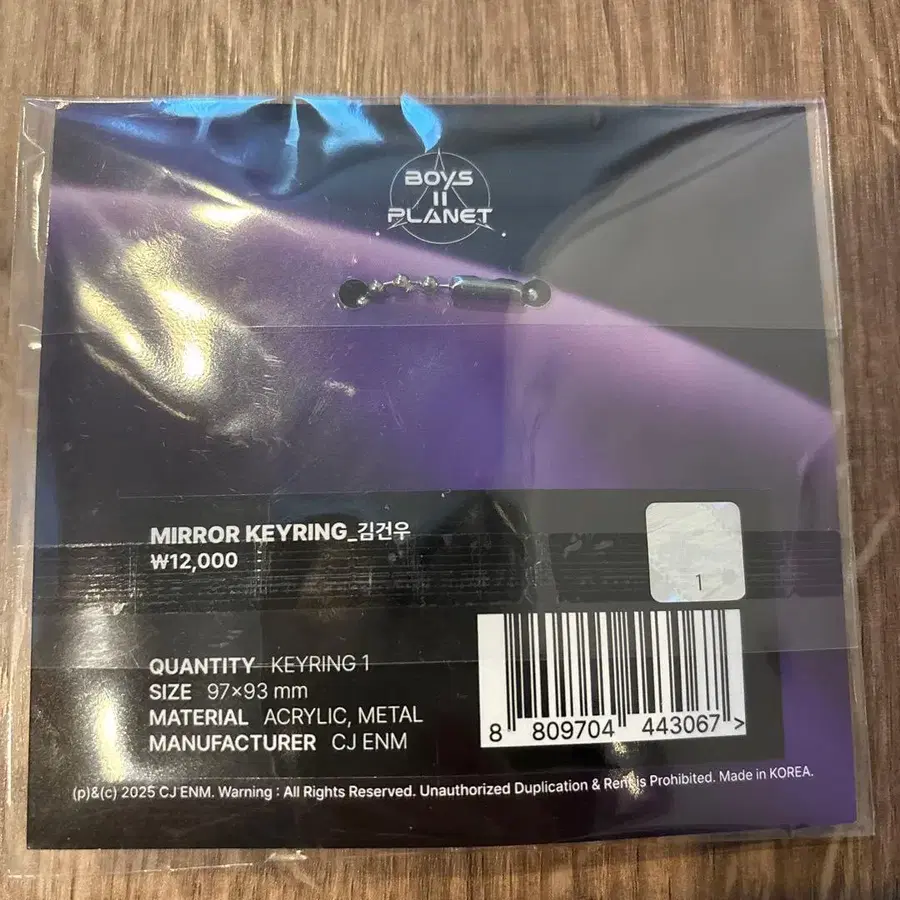 BOYS
II
PLANET
MIRROR KEYRING_김건우
₩12,000
1
QUANTITY KEYRING 1
SIZE 97×93 mm
MATERIAL ACRYLIC, METAL
MANUFACTURER CJ ENM
8 809704 443067 >
(p)&(c) 2025 CJ ENM. Warning : All Rights Reserved. Unauthorized Duplication & Rent is Prohibited. Made in KOREA.